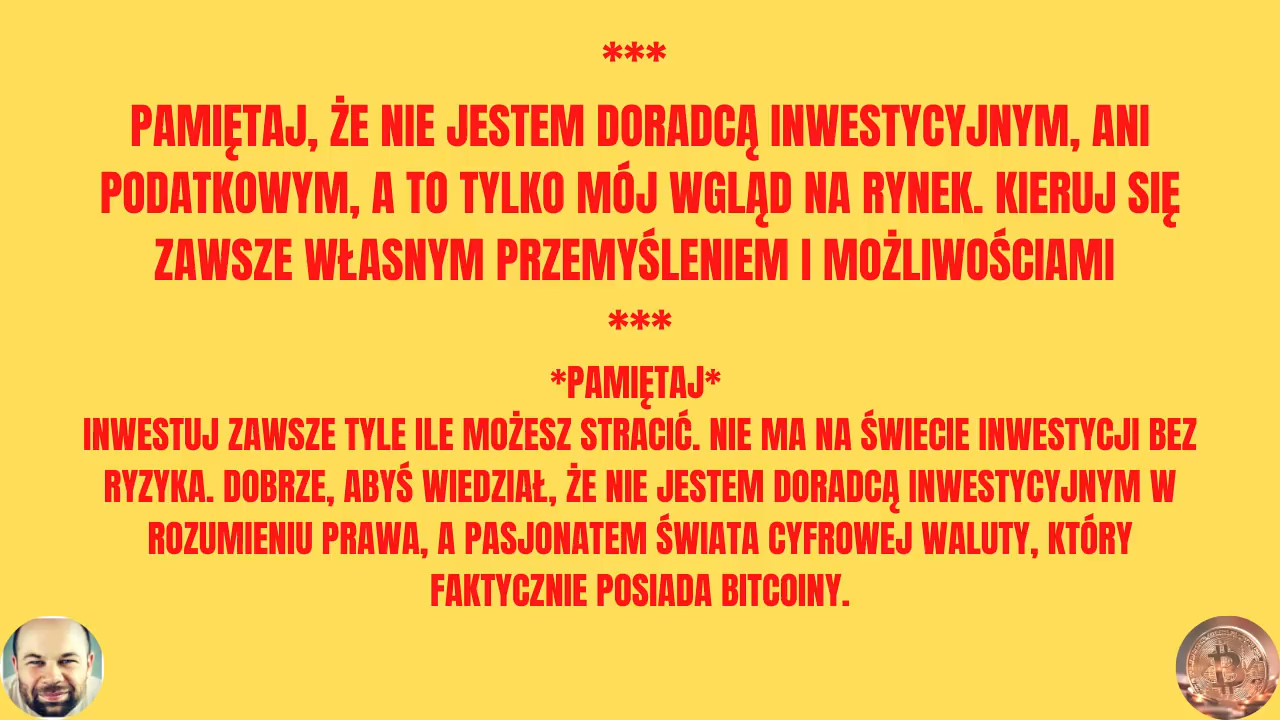 ***
PAMIĘTAJ, ŻE NIE JESTEM DORADCĄ INWESTYCYJNYM, ANI
PODATKOWYM, A TO TYLKO MÓJ WGLĄD NA RYNEK. KIERUJ SIĘ
ZAWSZE WŁASNYM PRZEMYŚLENIEM I MOŻLIWOŚCIAMI
***
*PAMIĘTAJ*
INWESTUJ ZAWSZE TYLE ILE MOŻESZ STRACIĆ. NIE MA NA ŚWIECIE INWESTYCJI BEZ
RYZYKA. DOBRZE, ABYŚ WIEDZIAŁ, ŻE NIE JESTEM DORADCĄ INWESTYCYJNYM W
ROZUMIENIU PRAWA, A PASJONATEM ŚWIATA CYFROWEJ WALUTY, KTÓRY
FAKTYCZNIE POSIADA BITCOINY.